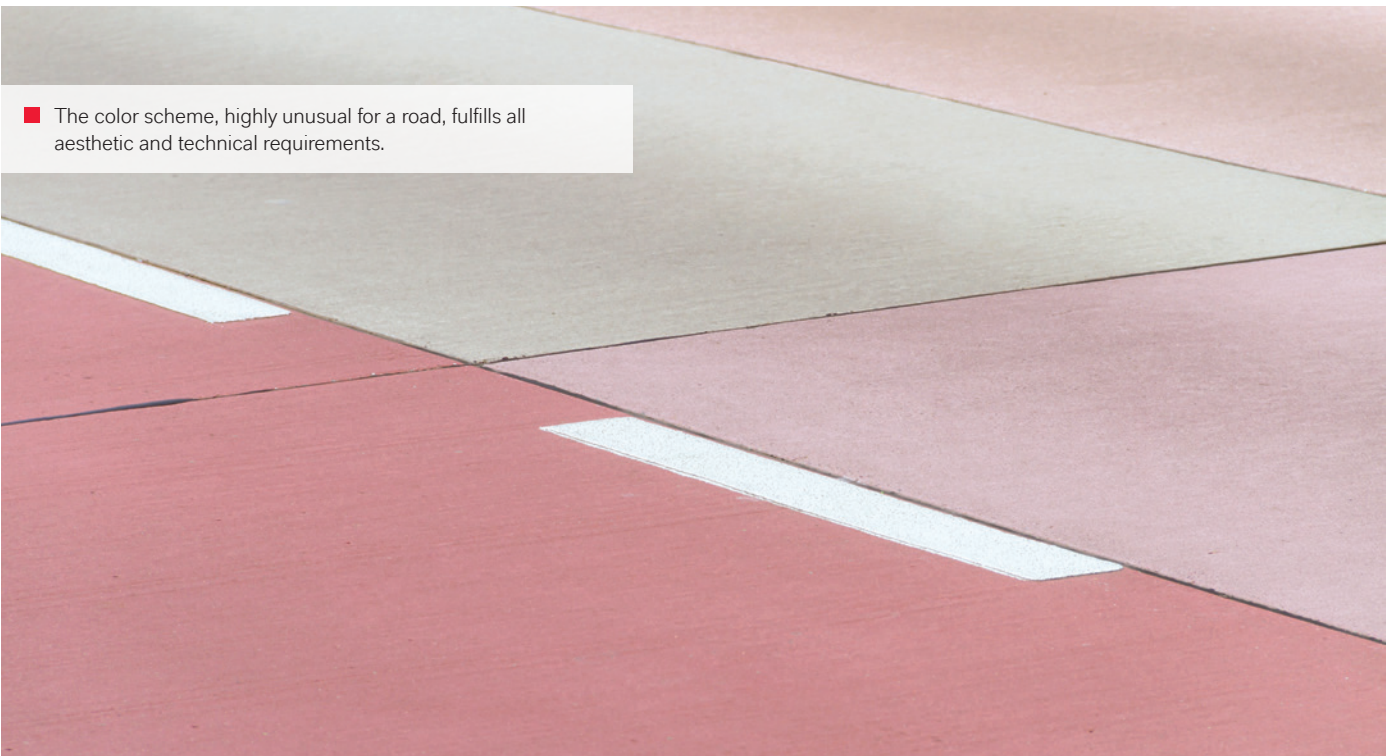 The color scheme, highly unusual for a road, fulfills all
aesthetic and technical requirements.